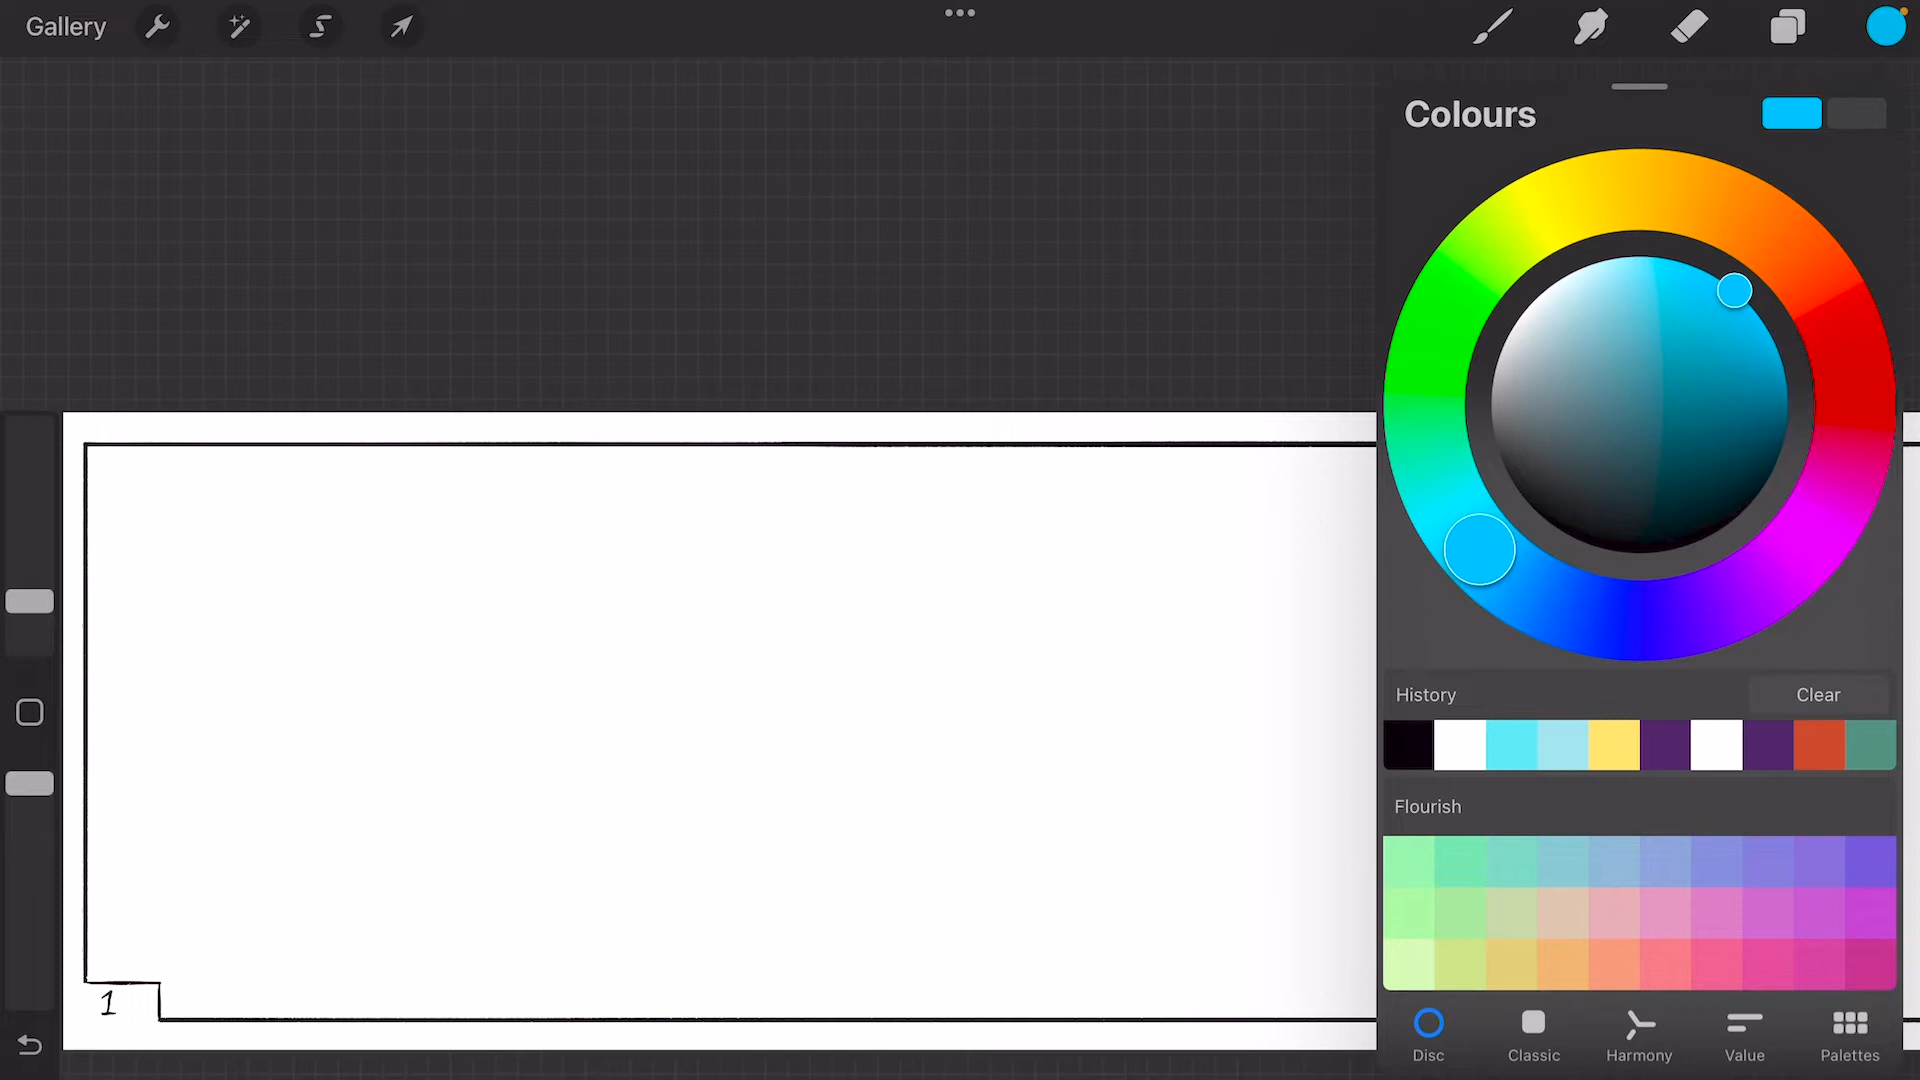 Gallery
Colours
History
Clear
Flourish
1
Disc
Classic
Harmony
Value
Palettes